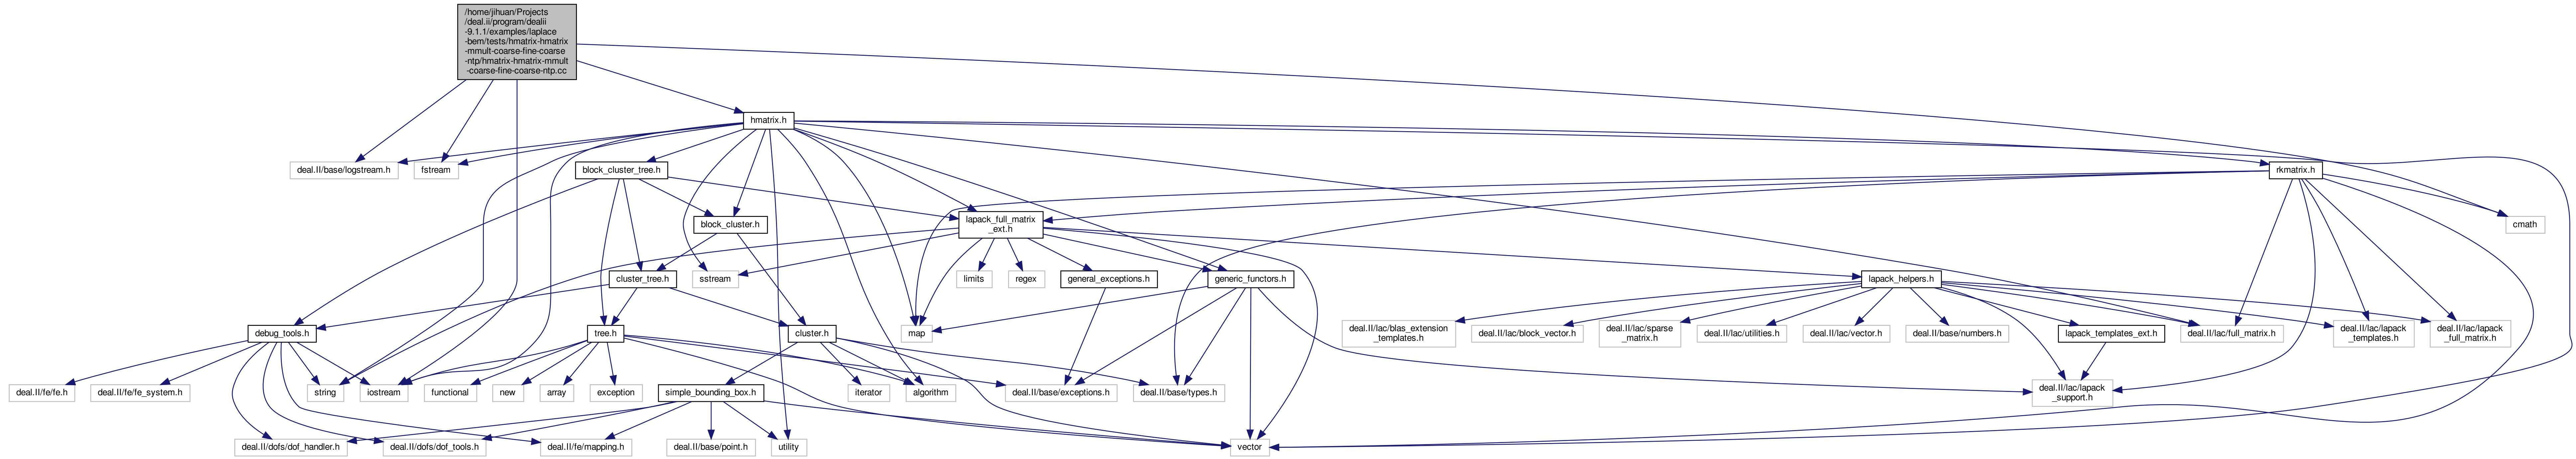 /home/jihuan/Projects
/deal.ii/program/dealii
-9.1.1/examples/laplace
-bem/tests/hmatrix-hmatrix
-mmult-coarse-fine-coarse
-ntp/hmatrix-hmatrix-mmult
-coarse-fine-coarse-ntp.cc
hmatrix.h
deal.II/base/logstream.h
fstream
block_cluster_tree.h
rkmatrix.h
block_cluster.h
lapack_full_matrix
_ext.h
cmath
cluster_tree.h
sstream
limits
regex
general_exceptions.h
generic_functors.h
lapack_helpers.h
debug_tools.h
tree.h
cluster.h
map
deal.II/lac/blas_extension
_templates.h
deal.II/lac/block_vector.h
deal.II/lac/sparse
_matrix.h
deal.II/lac/utilities.h
deal.II/lac/vector.h
deal.II/base/numbers.h
lapack_templates_ext.h
deal.II/lac/full_matrix.h
deal.II/lac/lapack
_templates.h
deal.II/lac/lapack
_full_matrix.h
deal.II/fe/fe.h
deal.II/fe/fe_system.h
string
iostream
functional
new
array
exception
simple_bounding_box.h
iterator
algorithm
deal.II/base/exceptions.h
deal.II/base/types.h
deal.II/lac/lapack
_support.h
deal.II/dofs/dof_handler.h
deal.II/dofs/dof_tools.h
deal.II/fe/mapping.h
deal.II/base/point.h
utility
vector